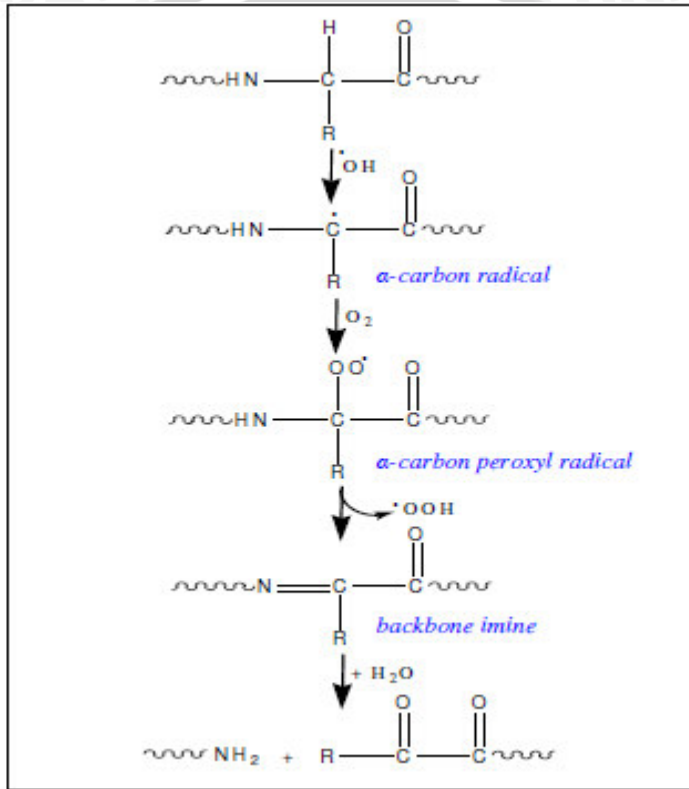 H O
HN C C
R
•OH
O
HN C• C
R α-carbon radical
O₂
OO• O
HN C C
R α-carbon peroxyl radical
•OOH
O
N C C
R backbone imine
+ H₂O
O O
NH₂ + R C C